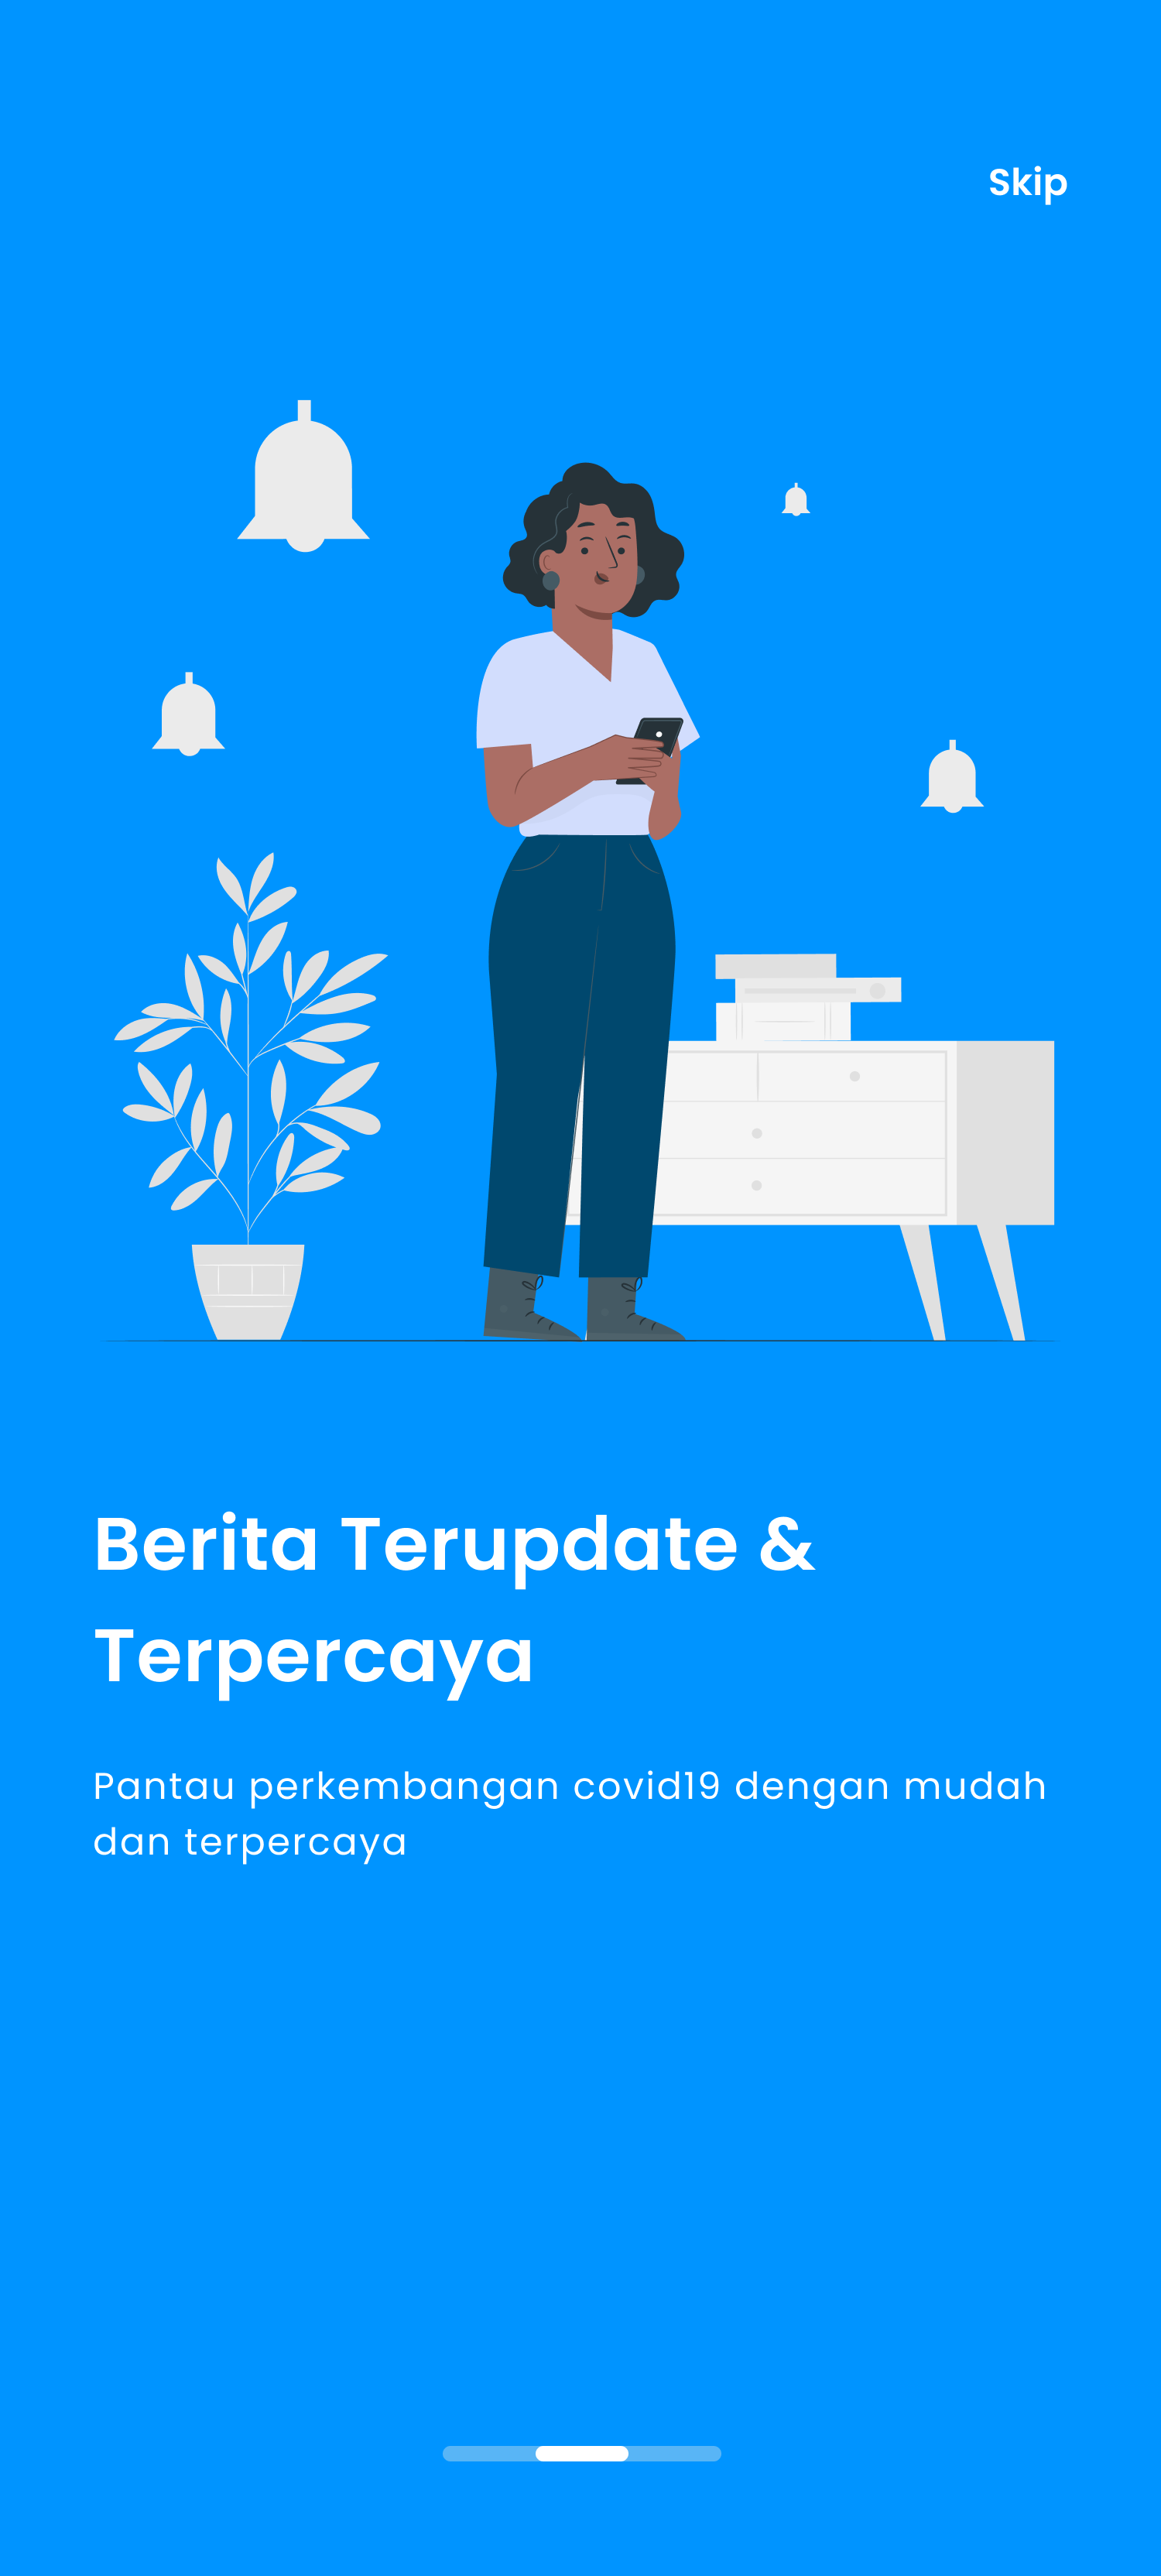 Skip
Berita Terupdate &
Terpercaya
Pantau perkembangan covid19 dengan mudah
dan terpercaya